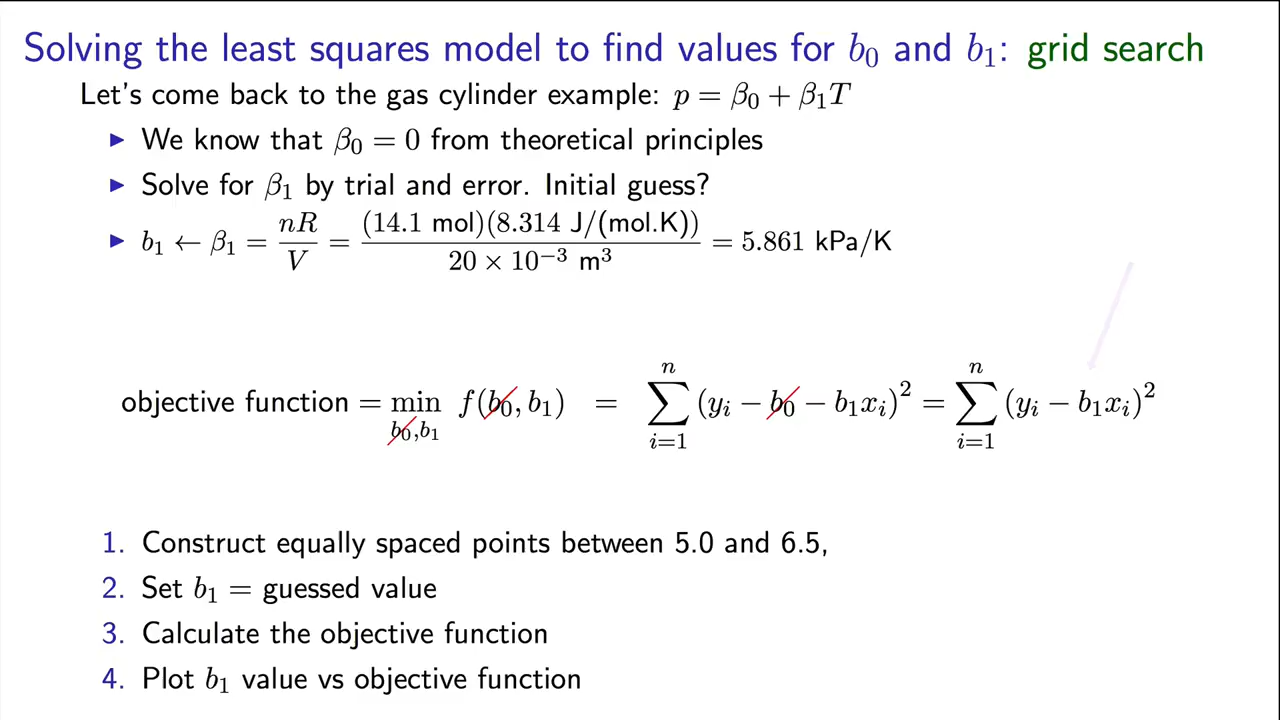 Solving the least squares model to find values for b₀ and b₁: grid search
Let's come back to the gas cylinder example: p = β₀ + β₁T
▶ We know that β₀ = 0 from theoretical principles
▶ Solve for β₁ by trial and error. Initial guess?
▶ b₁ ← β₁ = nR/V = (14.1 mol)(8.314 J/(mol.K))/20 × 10⁻³ m³ = 5.861 kPa/K
objective function = min_{b₀,b₁} f(b₀, b₁) = ∑_{i=1}^{n} (yᵢ − b₀ − b₁xᵢ)² = ∑_{i=1}^{n} (yᵢ − b₁xᵢ)²
1. Construct equally spaced points between 5.0 and 6.5,
2. Set b₁ = guessed value
3. Calculate the objective function
4. Plot b₁ value vs objective function